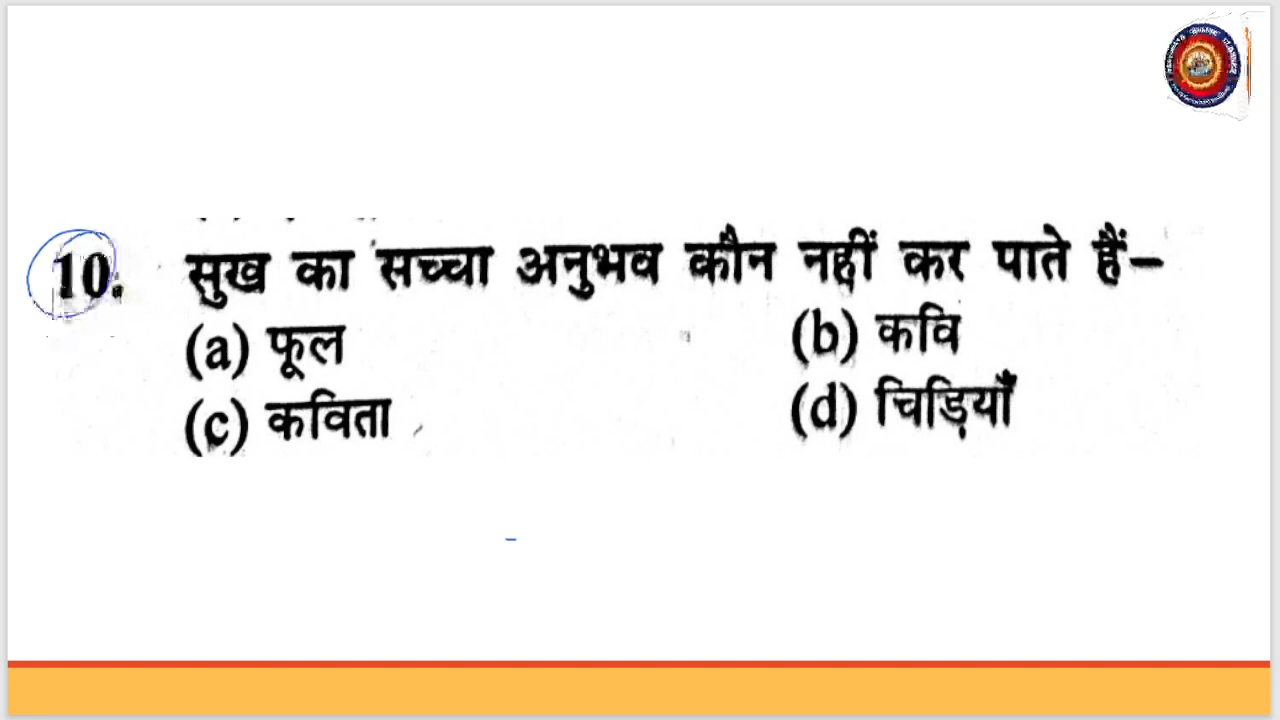 10. सुख का सच्चा अनुभव कौन नहीं कर पाते हैं–
(a) फूल (b) कवि
(c) कविता (d) चिड़ियाँ